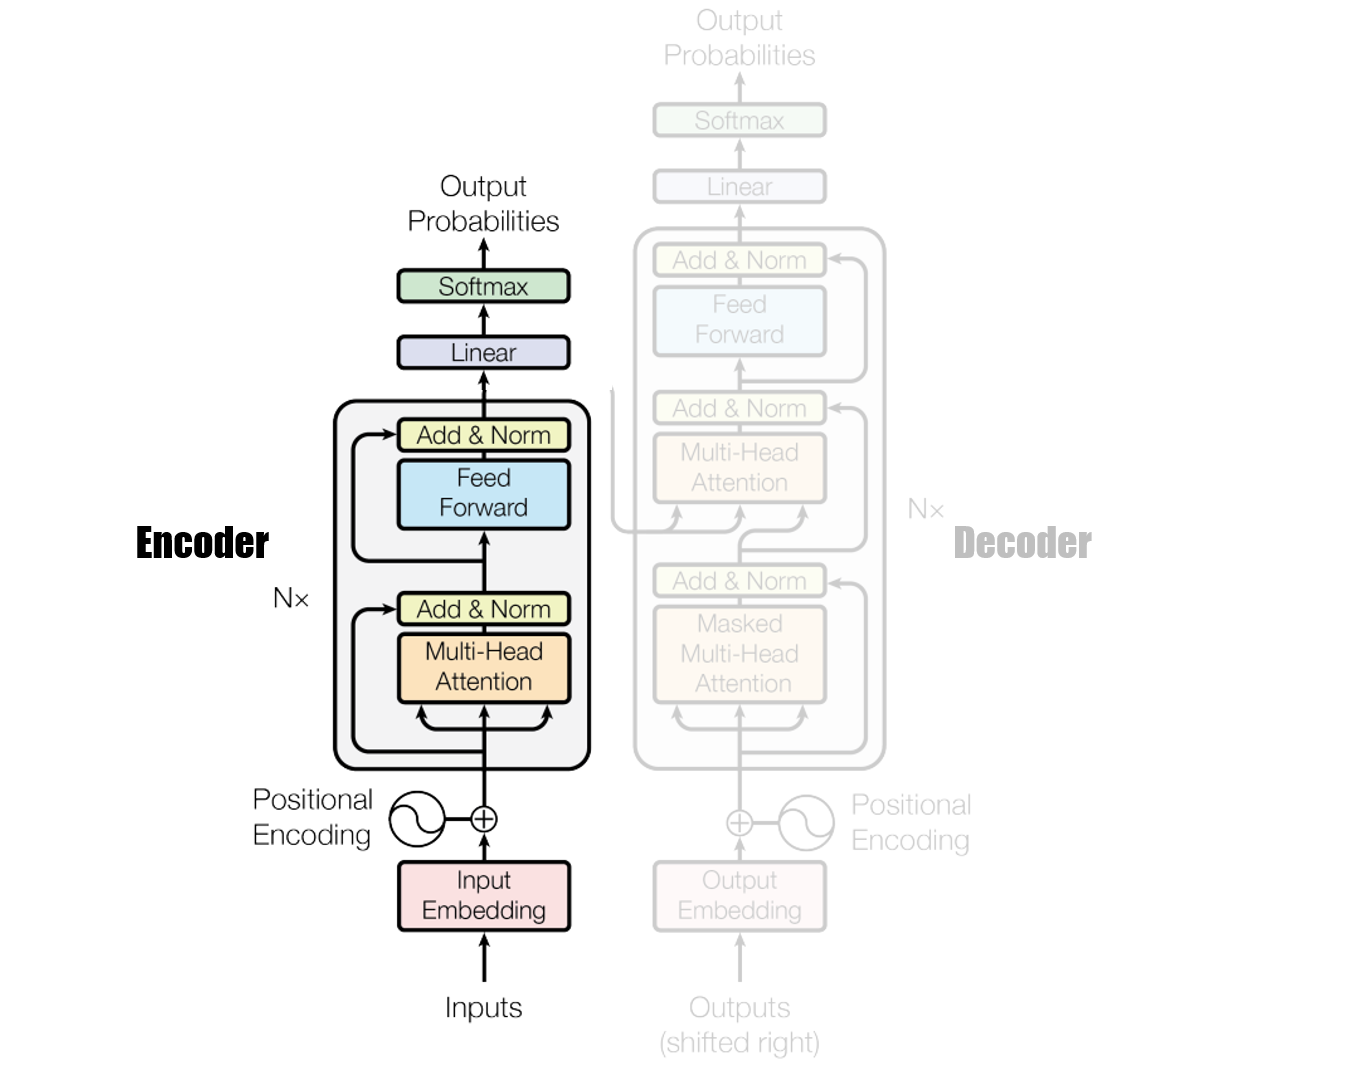 Output
Probabilities
Softmax
Linear
Add & Norm
Feed
Forward
Add & Norm
Multi-Head
Attention
Encoder
N×
Positional
Encoding
Input
Embedding
Inputs
Output
Probabilities
Softmax
Linear
Add & Norm
Feed
Forward
Add & Norm
Multi-Head
Attention
N×
Decoder
Add & Norm
Masked
Multi-Head
Attention
Positional
Encoding
Output
Embedding
Outputs
(shifted right)